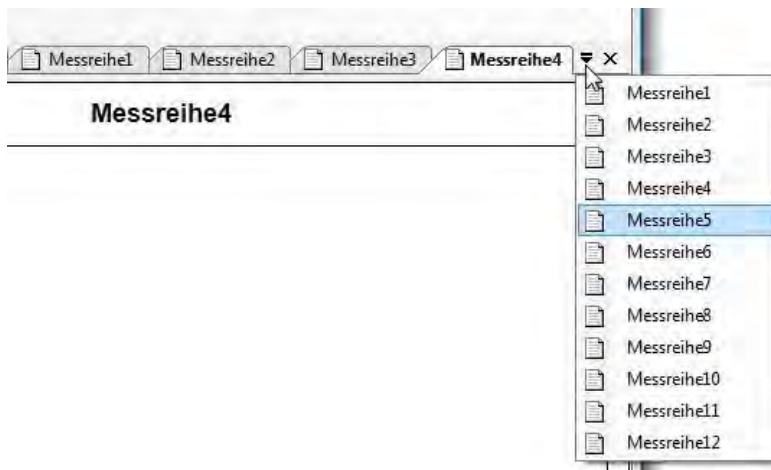 Messreihe1 Messreihe2 Messreihe3 Messreihe4
Messreihe4
Messreihe1
Messreihe2
Messreihe3
Messreihe4
Messreihe5
Messreihe6
Messreihe7
Messreihe8
Messreihe9
Messreihe10
Messreihe11
Messreihe12